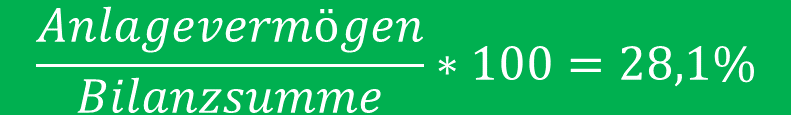 Anlagevermögen
* 100 = 28,1%
Bilanzsumme